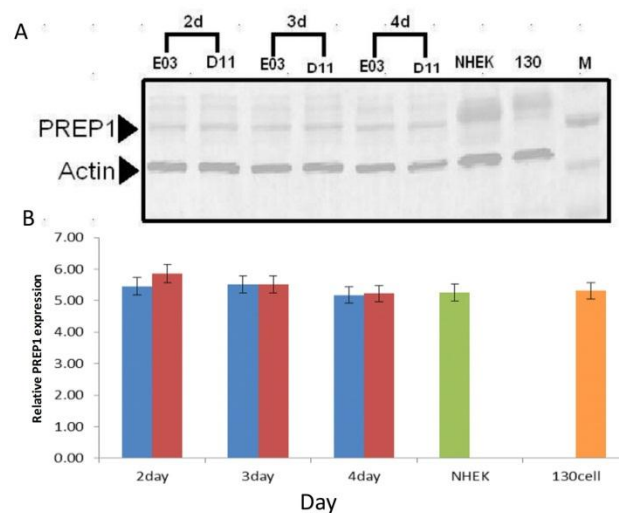 A
2d 3d 4d
E03 D11 E03 D11 E03 D11 NHEK 130 M
PREP1
Actin
B
7.00
6.00
5.00
4.00
3.00
2.00
1.00
0.00
Relative PREP1 expression
2day 3day 4day NHEK 130cell
Day